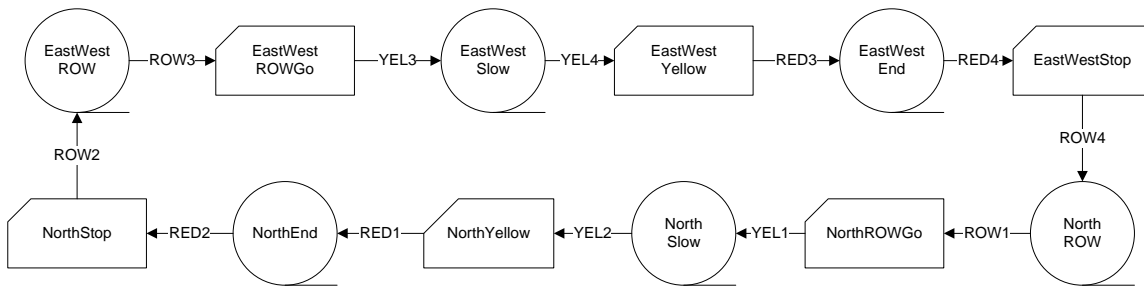 EastWest
ROW
ROW3
EastWest
ROWGo
YEL3
EastWest
Slow
YEL4
EastWest
Yellow
RED3
EastWest
End
RED4
EastWestStop
ROW2
ROW4
NorthStop
RED2
NorthEnd
RED1
NorthYellow
YEL2
North
Slow
YEL1
NorthROWGo
ROW1
North
ROW